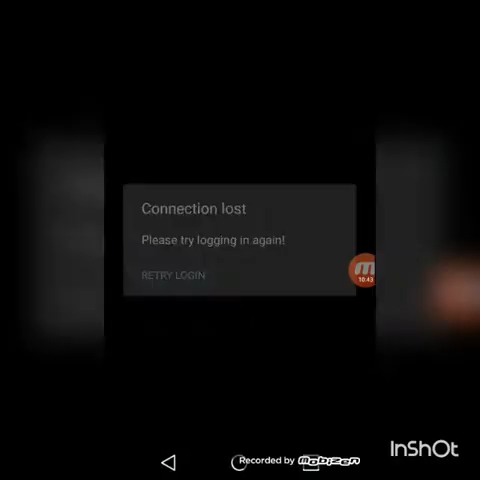 Connection lost
Please try logging in again!
RETRY LOGIN
10:43
Recorded by MOBIZEN
INSHOT